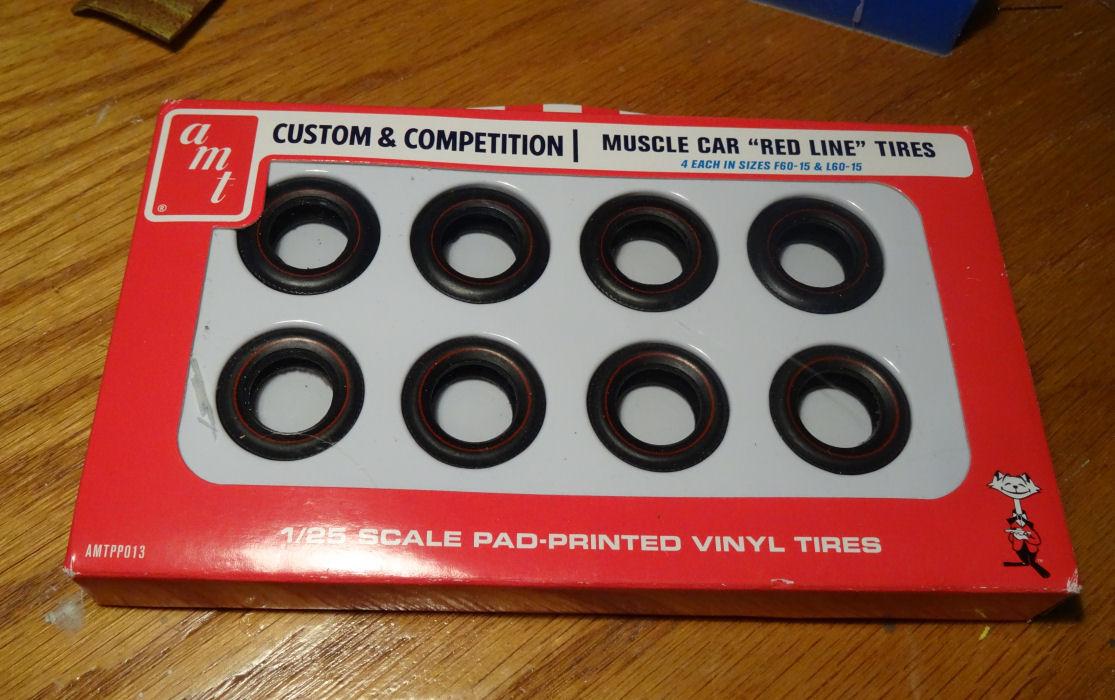 amt
®
CUSTOM & COMPETITION | MUSCLE CAR “RED LINE” TIRES
4 EACH IN SIZES F60-15 & L60-15
1/25 SCALE PAD-PRINTED VINYL TIRES
AMTPP013